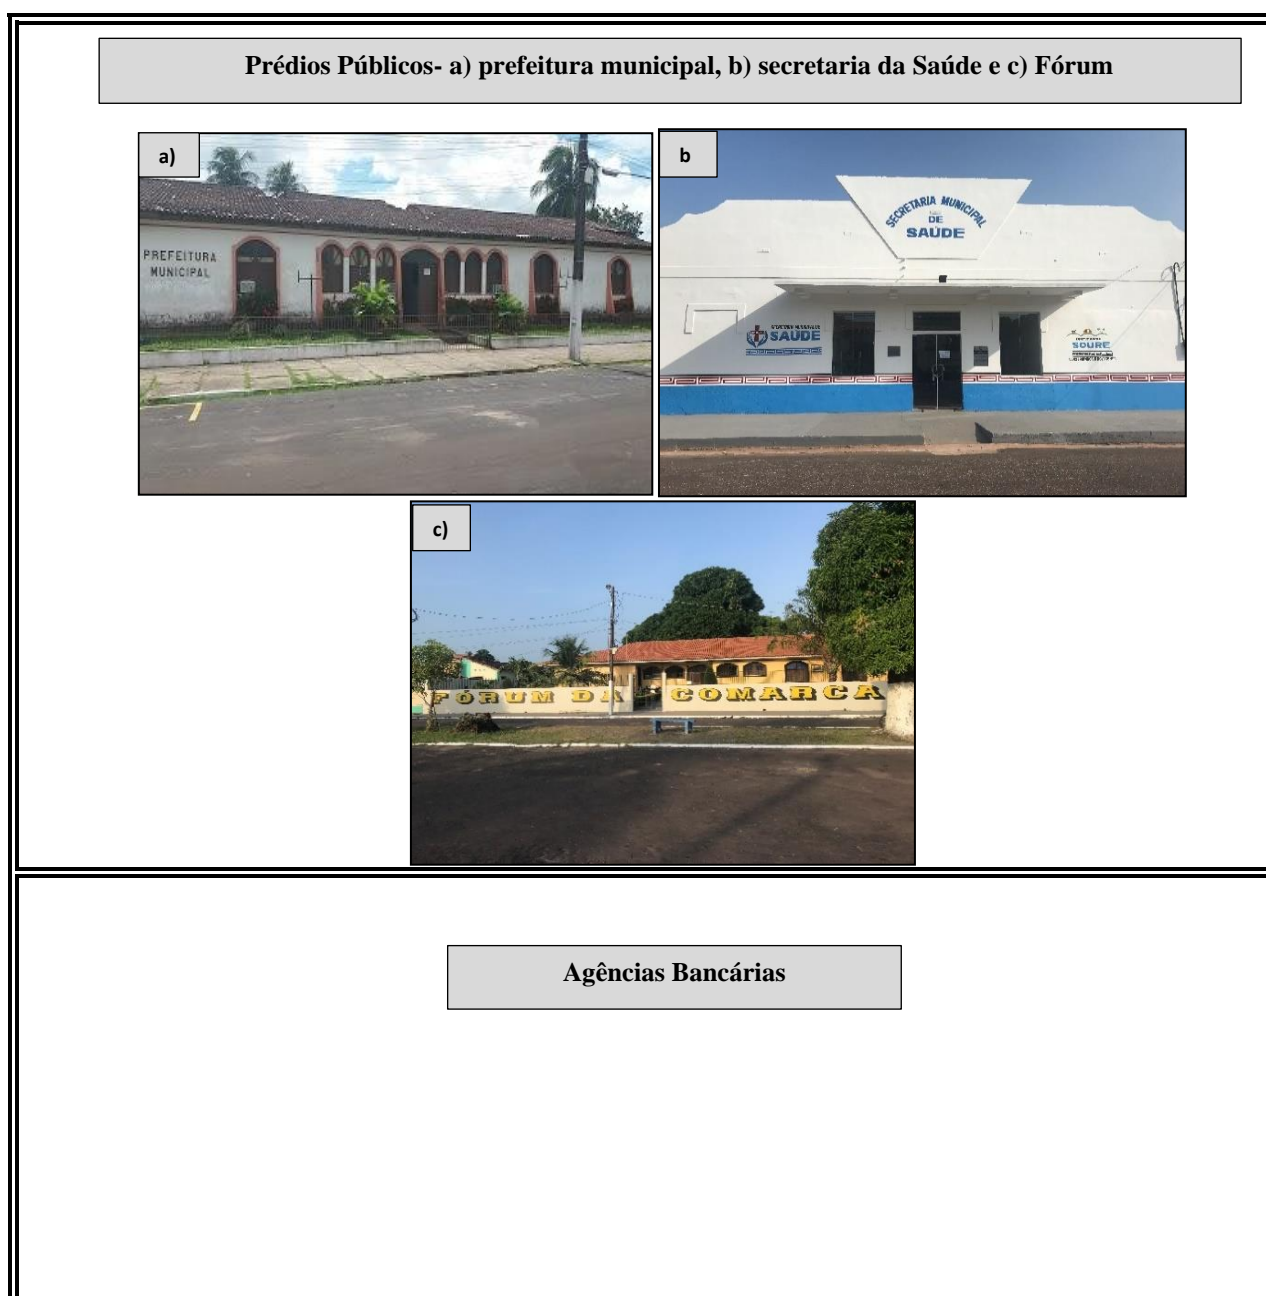 Prédios Públicos- a) prefeitura municipal, b) secretaria da Saúde e c) Fórum
a)
PREFEITURA
MUNICIPAL
b
SECRETARIA MUNICIPAL
DE
SAÚDE
SAÚDE
SOURE
c)
FÓRUM DA COMARCA
Agências Bancárias